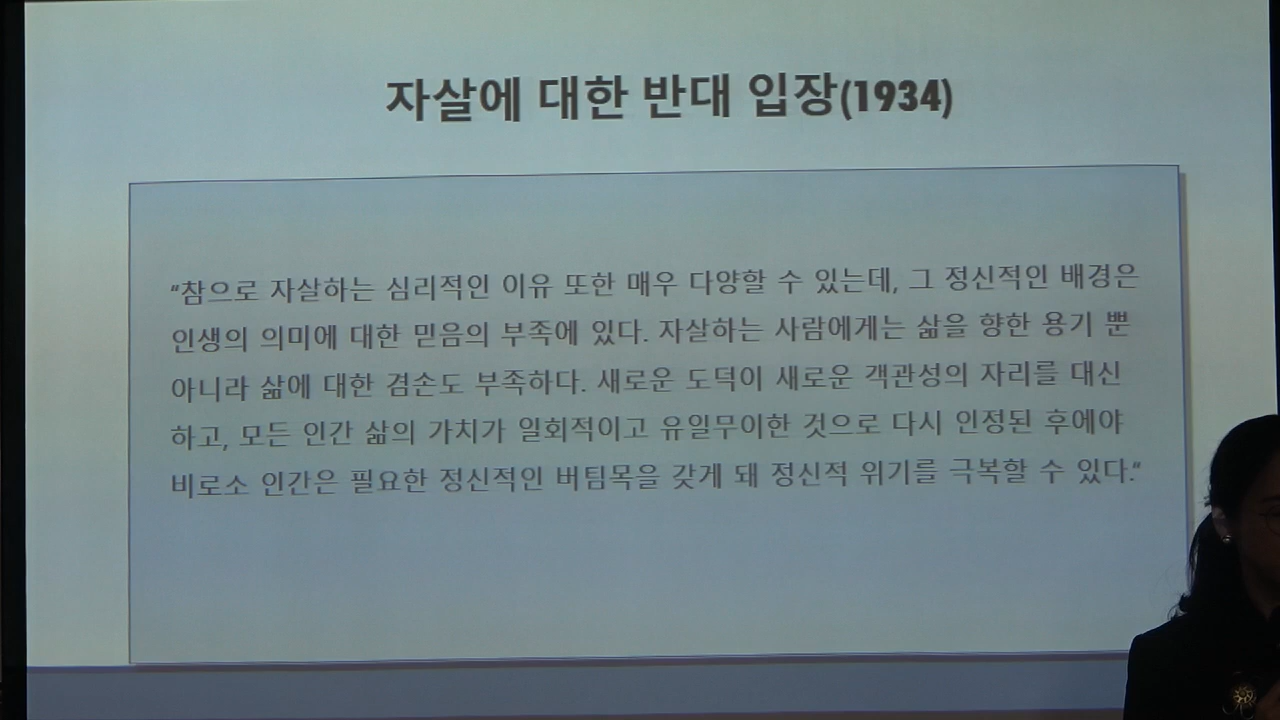 자살에 대한 반대 입장(1934)
"참으로 자살하는 심리적인 이유 또한 매우 다양할 수 있는데, 그 정신적인 배경은
인생의 의미에 대한 믿음의 부족에 있다. 자살하는 사람에게는 삶을 향한 용기 뿐
아니라 삶에 대한 겸손도 부족하다. 새로운 도덕이 새로운 객관성의 자리를 대신
하고, 모든 인간 삶의 가치가 일회적이고 유일무이한 것으로 다시 인정된 후에야
비로소 인간은 필요한 정신적인 버팀목을 갖게 돼 정신적 위기를 극복할 수 있다."